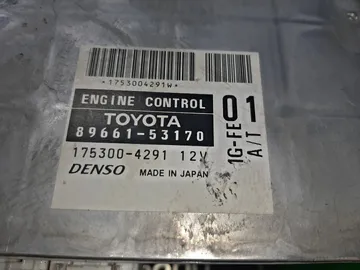 *1753004291W*
ENGINE CONTROL
TOYOTA
89661-53170
175300-4291 12V
DENSO MADE IN JAPAN
01
1G-FE
A/T